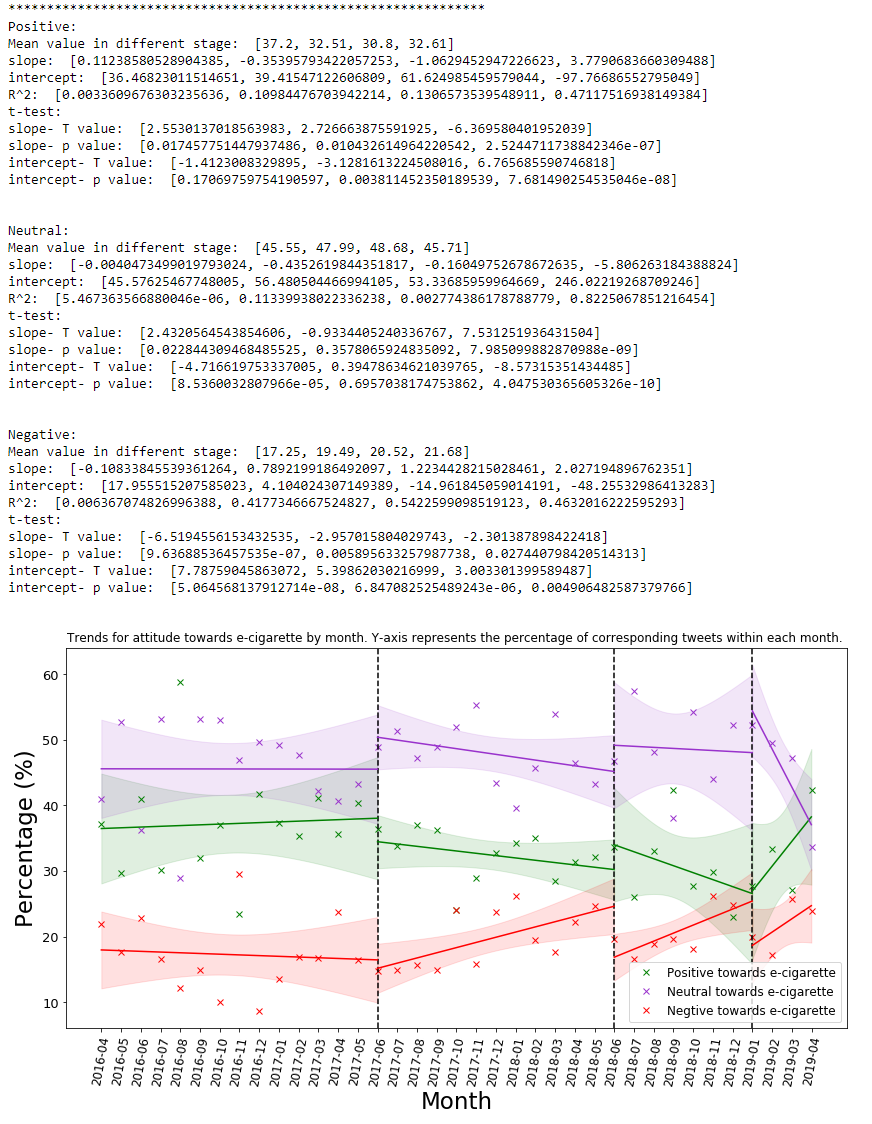 **************************************************************
Positive:
Mean value in different stage:  [37.2, 32.51, 30.8, 32.61]
slope:  [0.11238580528904385, -0.35395793422057253, -1.0629452947226623, 3.7790683660309488]
intercept:  [36.46823011514651, 39.41547122606809, 61.624985459579044, -97.76686552795049]
R^2:  [0.0033609676303235636, 0.10984476703942214, 0.1306573539548911, 0.47117516938149384]
t-test:
slope- T value:  [2.5530137018563983, 2.726663875591925, -6.369580401952039]
slope- p value:  [0.017457751447937486, 0.010432614964220542, 2.5244711738842346e-07]
intercept- T value:  [-1.4123008329895, -3.1281613224508016, 6.765685590746818]
intercept- p value:  [0.17069759754190597, 0.003811452350189539, 7.681490254535046e-08]
Neutral:
Mean value in different stage:  [45.55, 47.99, 48.68, 45.71]
slope:  [-0.0040473499019793024, -0.4352619844351817, -0.16049752678672635, -5.806263184388824]
intercept:  [45.57625467748005, 56.480504466994105, 53.33685959964669, 246.02219268709246]
R^2:  [5.467363566880046e-06, 0.11339938022336238, 0.002774386178788779, 0.8225067851216454]
t-test:
slope- T value:  [2.4320564543854606, -0.9334405240336767, 7.531251936431504]
slope- p value:  [0.022844309468485525, 0.3578065924835092, 7.985099882870988e-09]
intercept- T value:  [-4.716619753337005, 0.39478634621039765, -8.57315351434485]
intercept- p value:  [8.5360032807966e-05, 0.6957038174753862, 4.047530365605326e-10]
Negative:
Mean value in different stage:  [17.25, 19.49, 20.52, 21.68]
slope:  [-0.10833845539361264, 0.7892199186492097, 1.2234428215028461, 2.027194896762351]
intercept:  [17.955515207585023, 4.104024307149389, -14.961845059014191, -48.25532986413283]
R^2:  [0.006367074826996388, 0.4177346667524827, 0.5422599098519123, 0.4632016222595293]
t-test:
slope- T value:  [-6.5194556153432535, -2.957015804029743, -2.301387898422418]
slope- p value:  [9.63688536457535e-07, 0.005895633257987738, 0.027440798420514313]
intercept- T value:  [7.78759045863072, 5.39862030216999, 3.003301399589487]
intercept- p value:  [5.064568137912714e-08, 6.847082525489243e-06, 0.004906482587379766]
Trends for attitude towards e-cigarette by month. Y-axis represents the percentage of corresponding tweets within each month.
Percentage (%)
60
50
40
30
20
10
Positive towards e-cigarette
Neutral towards e-cigarette
Negtive towards e-cigarette
2016-04
2016-05
2016-06
2016-07
2016-08
2016-09
2016-10
2016-11
2016-12
2017-01
2017-02
2017-03
2017-04
2017-05
2017-06
2017-07
2017-08
2017-09
2017-10
2017-11
2017-12
2018-01
2018-02
2018-03
2018-04
2018-05
2018-06
2018-07
2018-08
2018-09
2018-10
2018-11
2018-12
2019-01
2019-02
2019-03
2019-04
Month